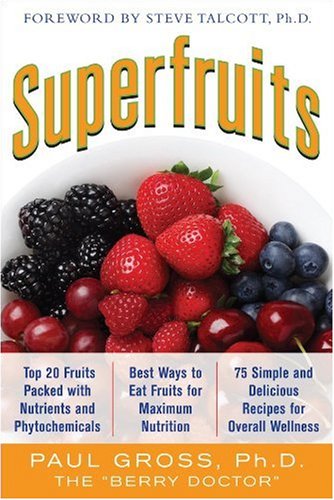 FOREWORD BY STEVE TALCOTT, Ph.D.
Superfruits
Top 20 Fruits
Packed with
Nutrients and
Phytochemicals
Best Ways to
Eat Fruits for
Maximum
Nutrition
75 Simple and
Delicious
Recipes for
Overall Wellness
PAUL GROSS, Ph.D.
THE "BERRY DOCTOR"